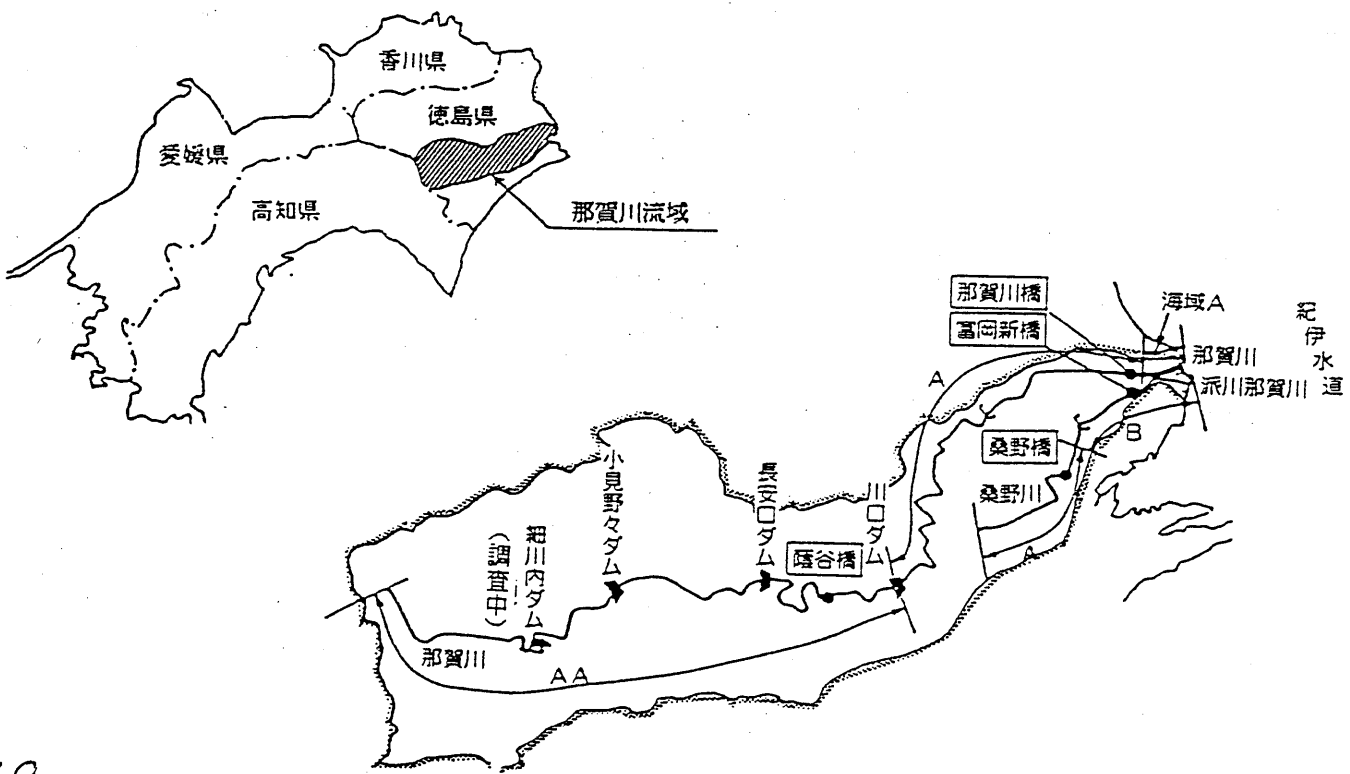 香川県
徳島県
愛媛県
高知県
那賀川流域
那賀川橋
富岡新橋
海域A
紀伊水道
那賀川
派川那賀川
A
B
桑野橋
桑野川
A
小見野々ダム
長安口ダム
川口ダム
蔭谷橋
細川内ダム
(調査中)
那賀川
AA